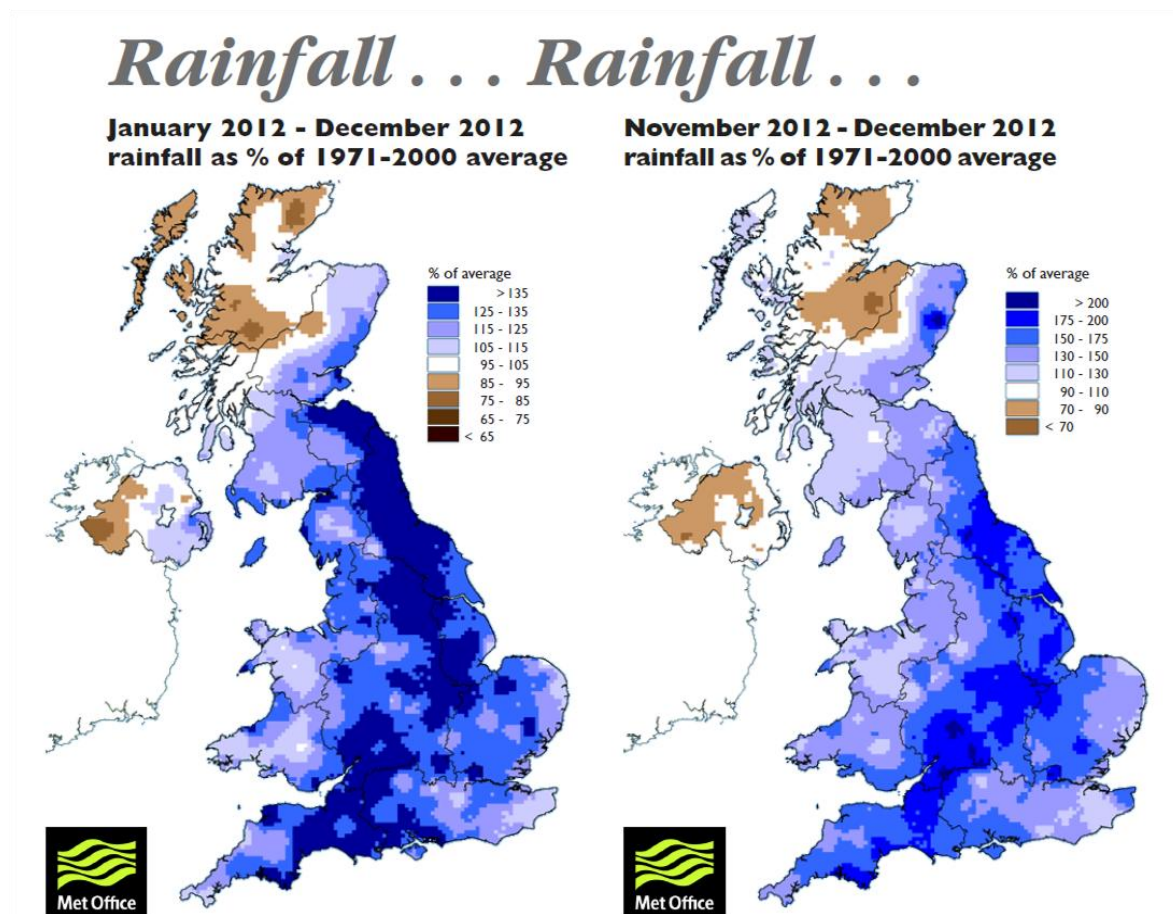 Rainfall . . . Rainfall . . .
January 2012 - December 2012
rainfall as % of 1971-2000 average
November 2012 - December 2012
rainfall as % of 1971-2000 average
% of average
> 135
125 - 135
115 - 125
105 - 115
95 - 105
85 - 95
75 - 85
65 - 75
< 65
% of average
> 200
175 - 200
150 - 175
130 - 150
110 - 130
90 - 110
70 - 90
< 70
Met Office
Met Office